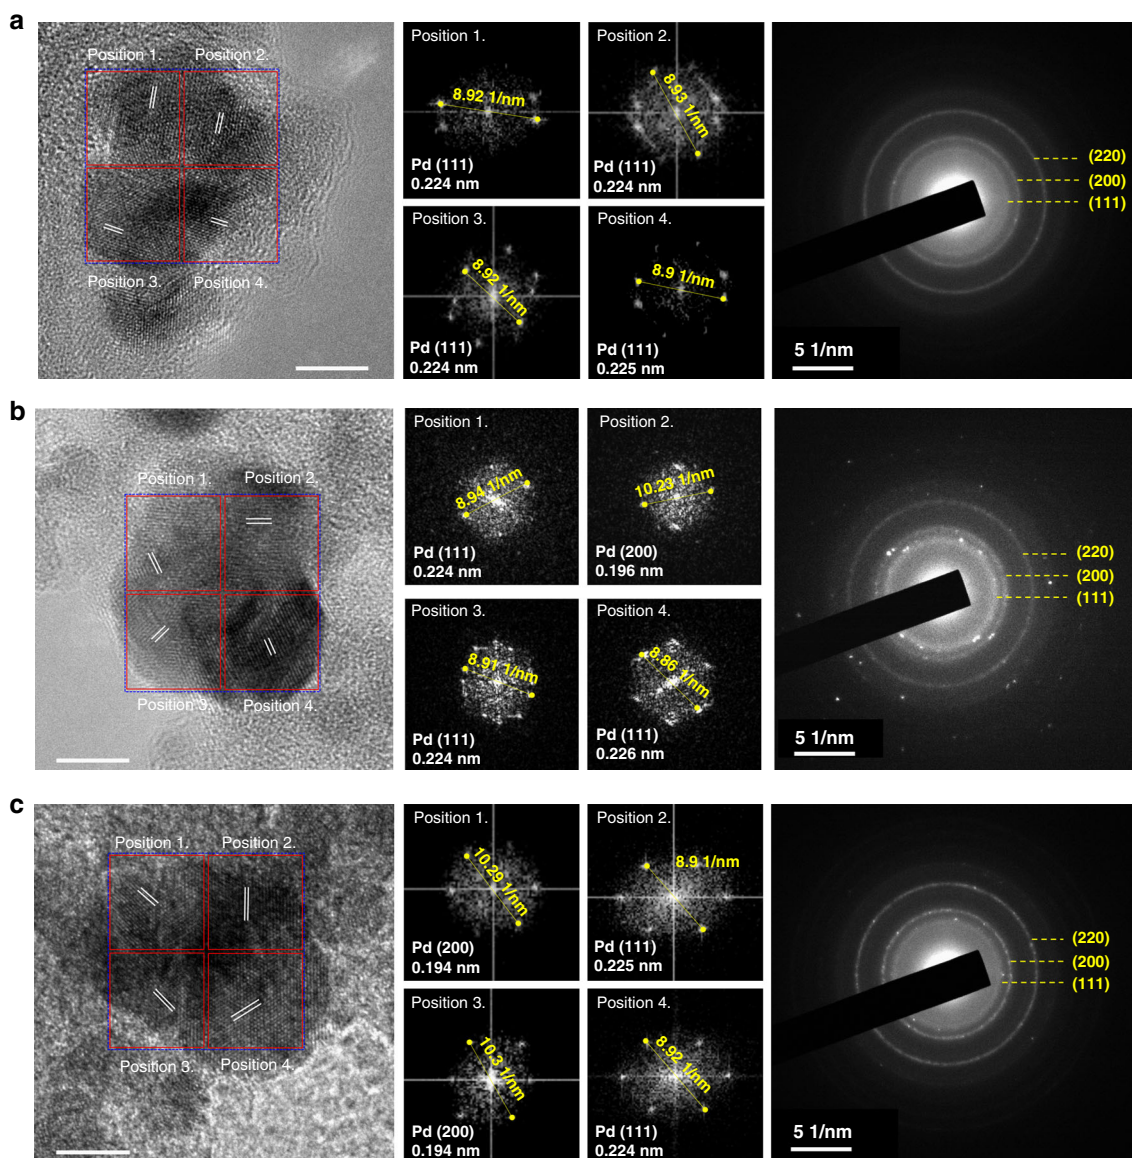 a
Position 1.
Position 2.
Position 3.
Position 4.
Position 1.
8.92 1/nm
Pd (111)
0.224 nm
Position 2.
8.93 1/nm
Pd (111)
0.224 nm
Position 3.
8.92 1/nm
Pd (111)
0.224 nm
Position 4.
8.9 1/nm
Pd (111)
0.225 nm
(220)
(200)
(111)
5 1/nm
b
Position 1.
Position 2.
Position 3.
Position 4.
Position 1.
8.94 1/nm
Pd (111)
0.224 nm
Position 2.
10.23 1/nm
Pd (200)
0.196 nm
Position 3.
8.91 1/nm
Pd (111)
0.224 nm
Position 4.
8.86 1/nm
Pd (111)
0.226 nm
(220)
(200)
(111)
5 1/nm
c
Position 1.
Position 2.
Position 3.
Position 4.
Position 1.
10.29 1/nm
Pd (200)
0.194 nm
Position 2.
8.9 1/nm
Pd (111)
0.225 nm
Position 3.
10.3 1/nm
Pd (200)
0.194 nm
Position 4.
8.92 1/nm
Pd (111)
0.224 nm
(220)
(200)
(111)
5 1/nm